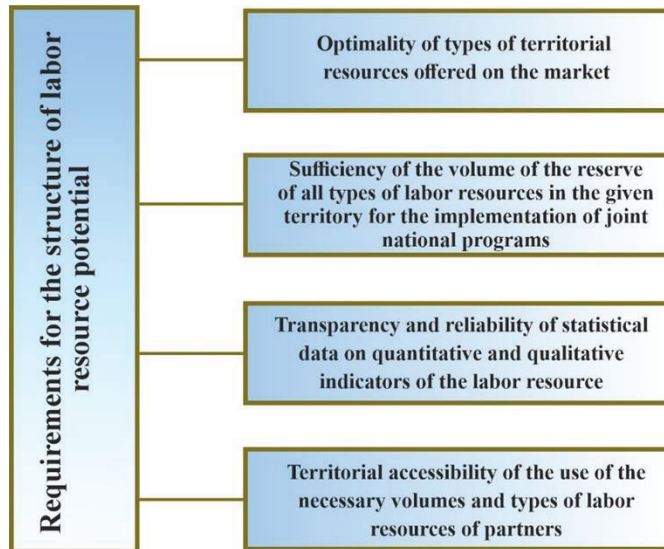 Requirements for the structure of labor
resource potential
Optimality of types of territorial
resources offered on the market
Sufficiency of the volume of the reserve
of all types of labor resources in the given
territory for the implementation of joint
national programs
Transparency and reliability of statistical
data on quantitative and qualitative
indicators of the labor resource
Territorial accessibility of the use of the
necessary volumes and types of labor
resources of partners